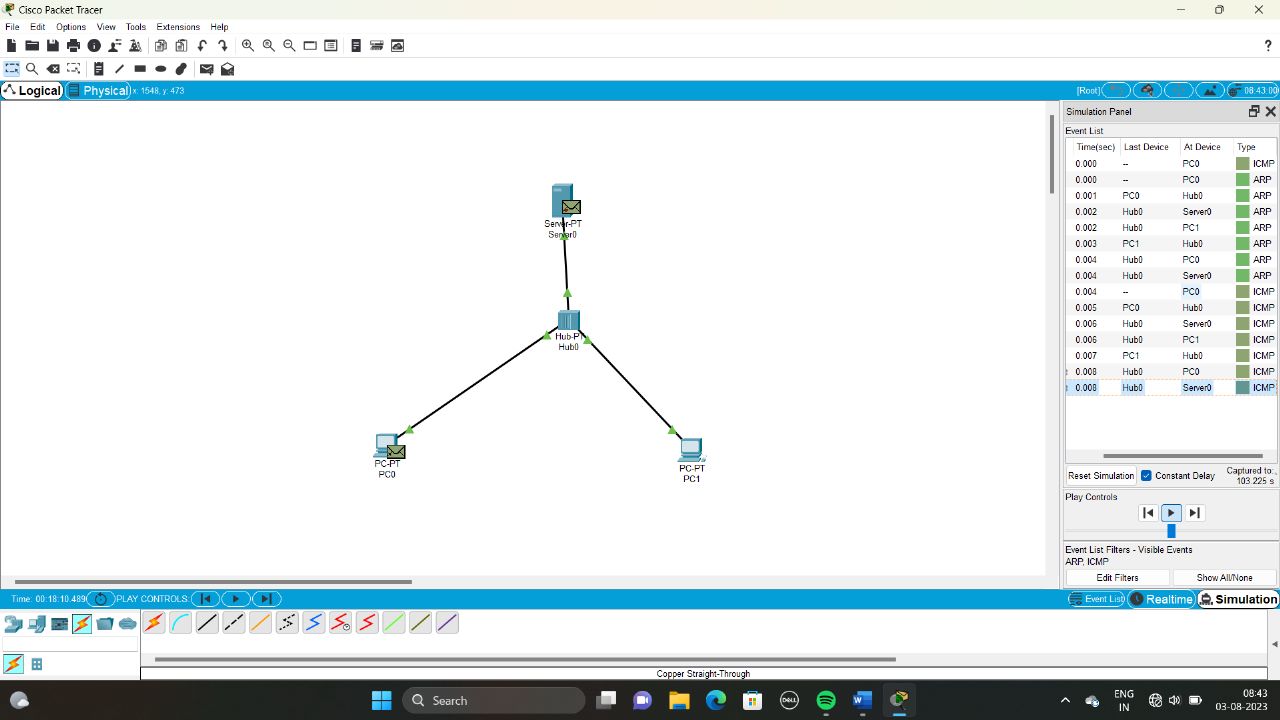 Cisco Packet Tracer
File Edit Options View Tools Extensions Help
?
Logical Physical x: 1548, y: 473 [Root] 08:43:00
Simulation Panel
Event List
Time(sec) Last Device At Device Type
0.000 -- PC0 ICMP
0.000 -- PC0 ARP
0.001 PC0 Hub0 ARP
0.002 Hub0 Server0 ARP
0.002 Hub0 PC1 ARP
0.003 PC1 Hub0 ARP
0.004 Hub0 PC0 ARP
0.004 Hub0 Server0 ARP
0.004 -- PC0 ICMP
0.005 PC0 Hub0 ICMP
0.006 Hub0 Server0 ICMP
0.006 Hub0 PC1 ICMP
0.007 PC1 Hub0 ICMP
0.008 Hub0 PC0 ICMP
0.008 Hub0 Server0 ICMP
Server-PT
Server0
Hub-PT
Hub0
PC-PT
PC0
PC-PT
PC1
Reset Simulation Constant Delay Captured to:
103.225 s
Play Controls
Event List Filters - Visible Events
ARP, ICMP
Edit Filters Show All/None
Time: 00:18:10.489 PLAY CONTROLS: Event List Realtime Simulation
Copper Straight-Through
Search
DELL
W
ENG
IN
08:43
03-08-2023